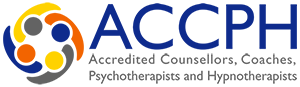 ACCPH
Accredited Counsellors, Coaches,
Psychotherapists and Hypnotherapists